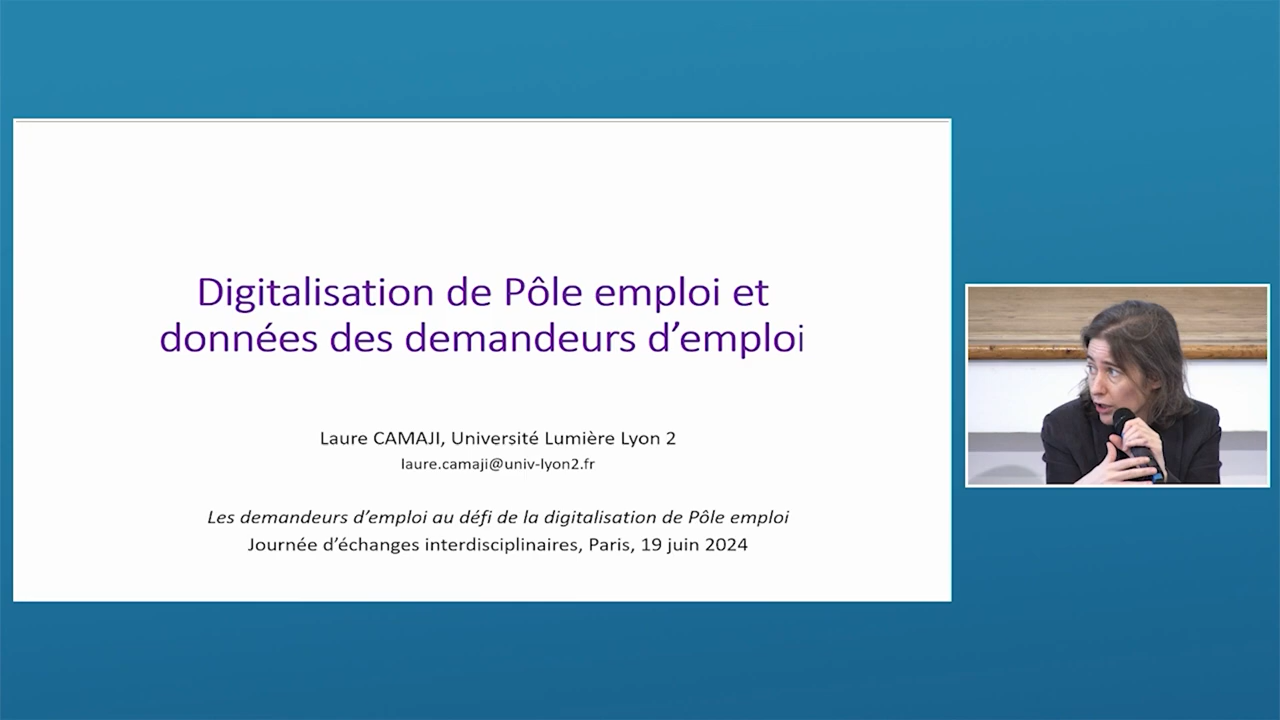 Digitalisation de Pôle emploi et
données des demandeurs d’emploi
Laure CAMAJI, Université Lumière Lyon 2
laure.camaji@univ-lyon2.fr
Les demandeurs d’emploi au défi de la digitalisation de Pôle emploi
Journée d’échanges interdisciplinaires, Paris, 19 juin 2024